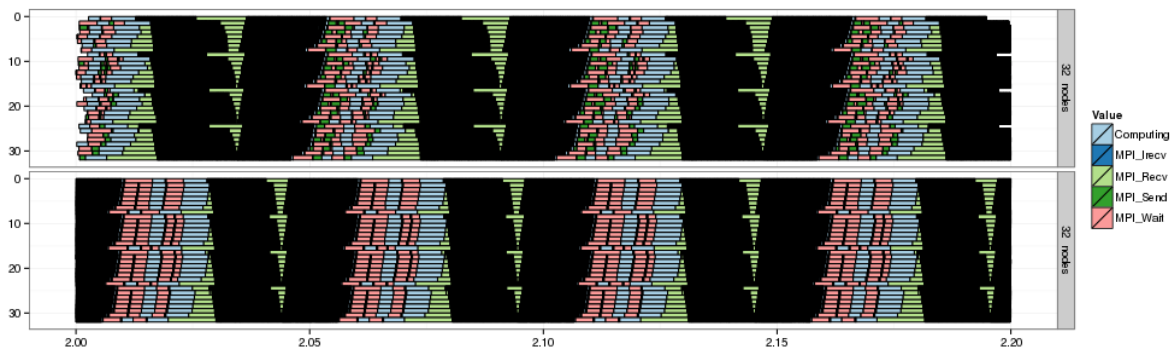 0
10
20
30
32 nodes
0
10
20
30
32 nodes
2.00 2.05 2.10 2.15 2.20
Value
Computing
MPI_Irecv
MPI_Recv
MPI_Send
MPI_Wait